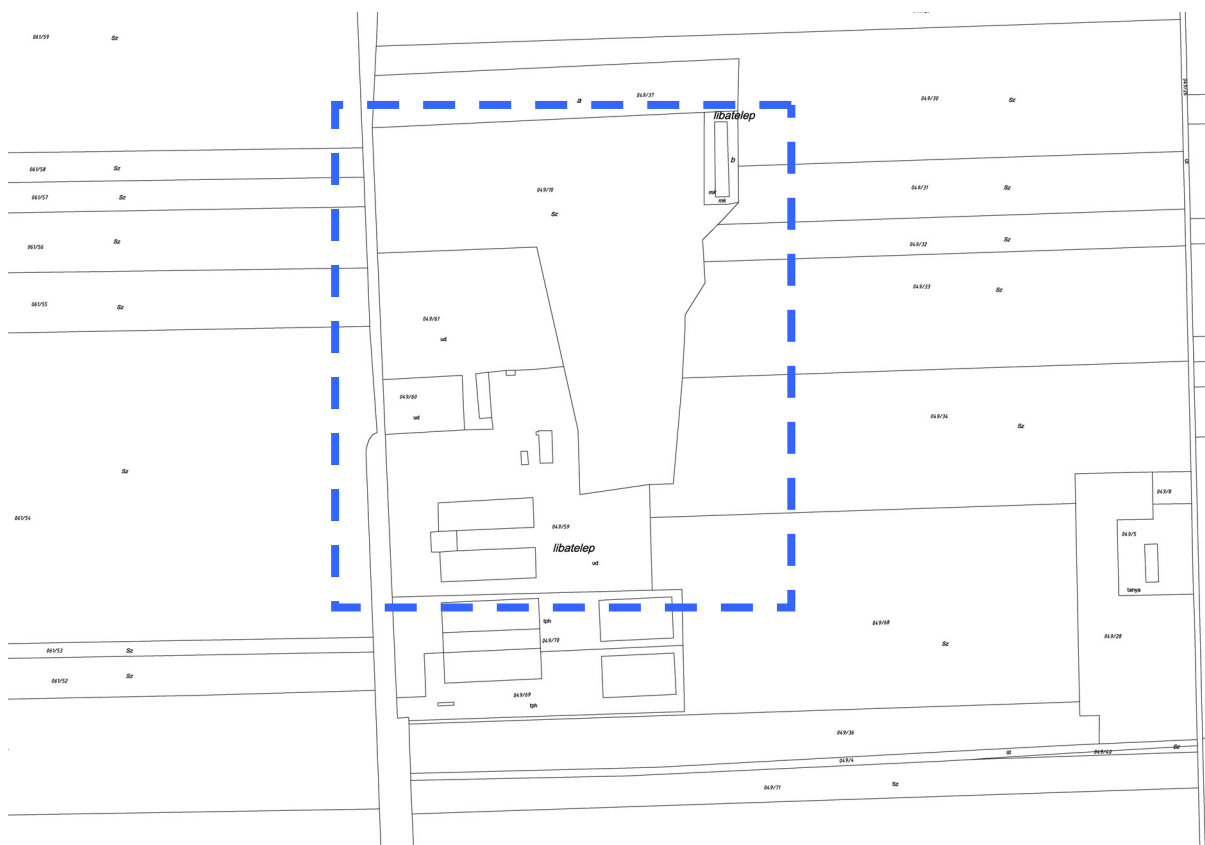 061/59 Sz
049/37
a
049/30 Sz
libatelep
b
061/58 Sz
061/57 Sz
049/18
049/31 Sz
mk
mk
Sz
061/56 Sz
049/32 Sz
049/33 Sz
061/55 Sz
049/61
ud
049/60
ud
049/34 Sz
Sz
061/54
049/59
libatelep
ud
049/8
049/5
tanya
tph
049/70
049/68
Sz
049/28
061/53 Sz
061/52 Sz
049/69
tph
049/36
út
049/4
049/40
Sz
049/71 Sz